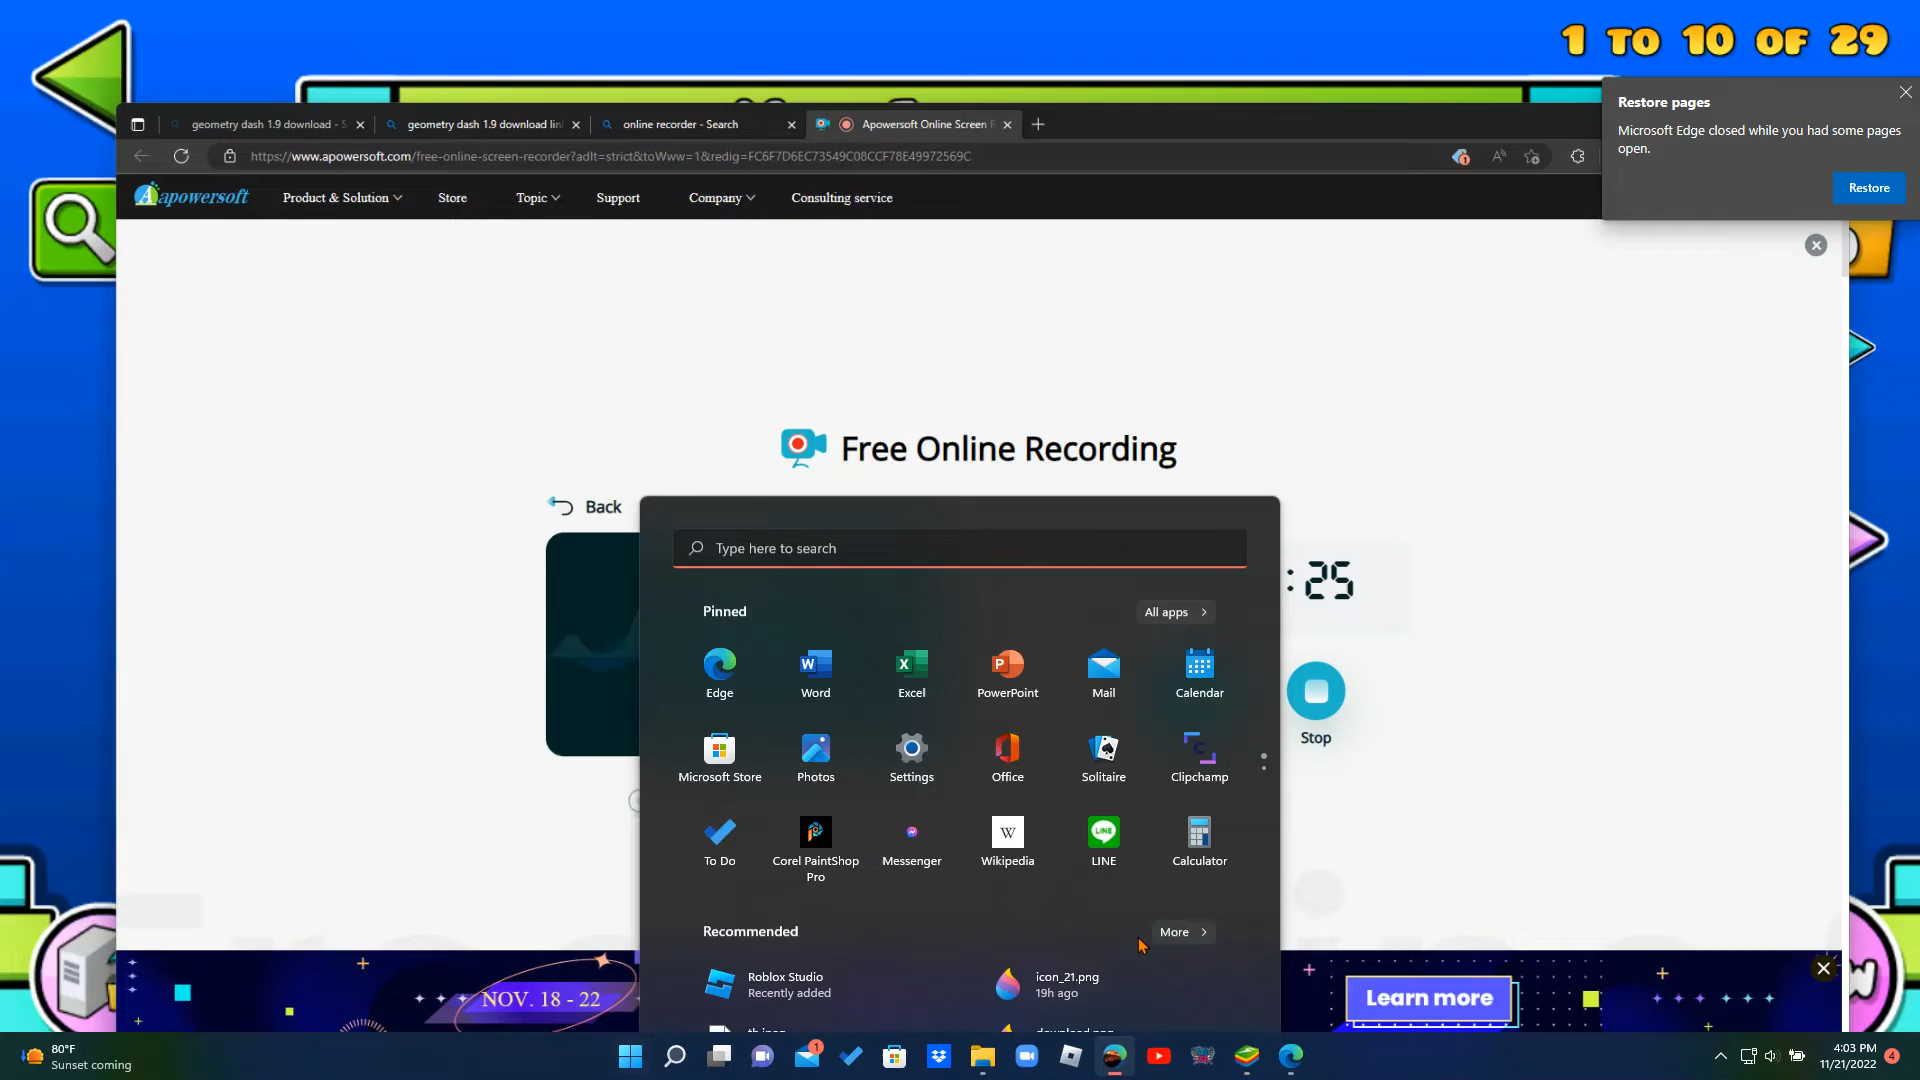 1 TO 10 OF 29
Restore pages
Microsoft Edge closed while you had some pages
open.
Restore
geometry dash 1.9 download - S
geometry dash 1.9 download lin
online recorder - Search
Apowersoft Online Screen R
https://www.apowersoft.com/free-online-screen-recorder?adlt=strict&toWww=1&redig=FC6F7D6EC73549C08CCF78E49972569C
Apowersoft
Product & Solution
Store
Topic
Support
Company
Consulting service
Free Online Recording
Back
Type here to search
:25
Pinned
All apps
Edge
Word
Excel
PowerPoint
Mail
Calendar
Stop
Microsoft Store
Photos
Settings
Office
Solitaire
Clipchamp
To Do
Corel PaintShop
Pro
Messenger
Wikipedia
LINE
Calculator
Recommended
More
Roblox Studio
Recently added
icon_21.png
19h ago
NOV. 18 - 22
Learn more
80°F
Sunset coming
1
4:03 PM
11/21/2022
4